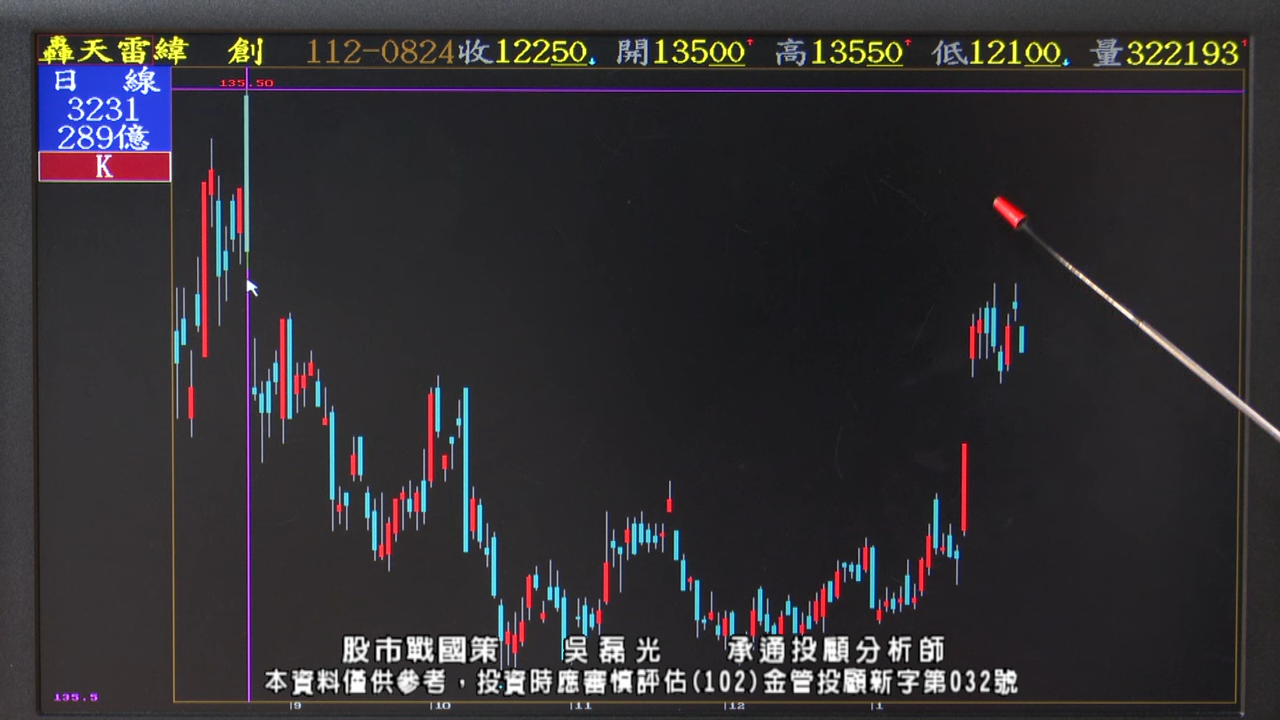 轟天雷緯 創 112-0824收12250↓ 開13500↑ 高13550↑ 低12100↓ 量322193↑
日 線
3231
289億
K
135.50
股市戰國策 吳磊光 承通投顧分析師
本資料僅供參考，投資時應審慎評估(102)金管投顧新字第032號
135.5
9 10 11 12 1